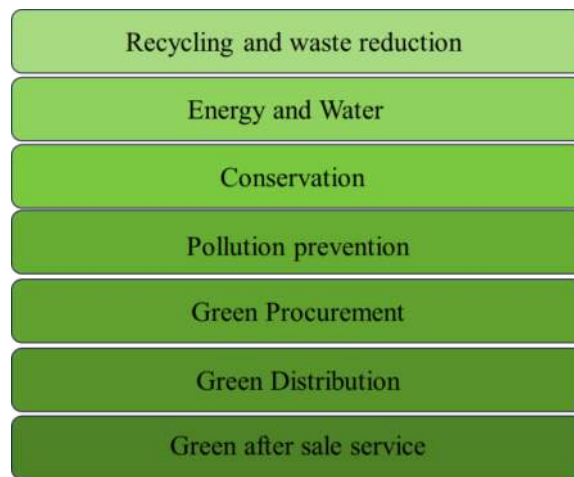 Recycling and waste reduction
Energy and Water
Conservation
Pollution prevention
Green Procurement
Green Distribution
Green after sale service